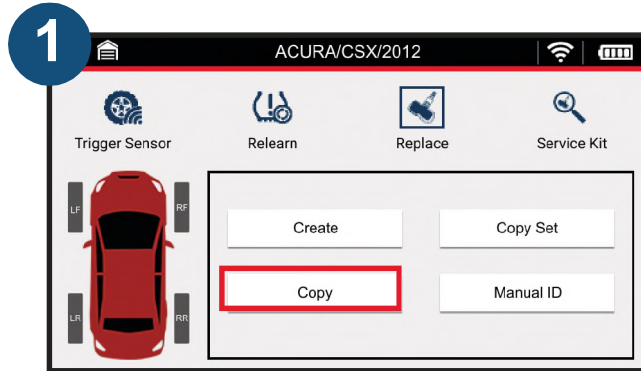 1
ACURA/CSX/2012
Trigger Sensor
Relearn
Replace
Service Kit
LF
RF
Create
Copy Set
Copy
Manual ID
LR
RR